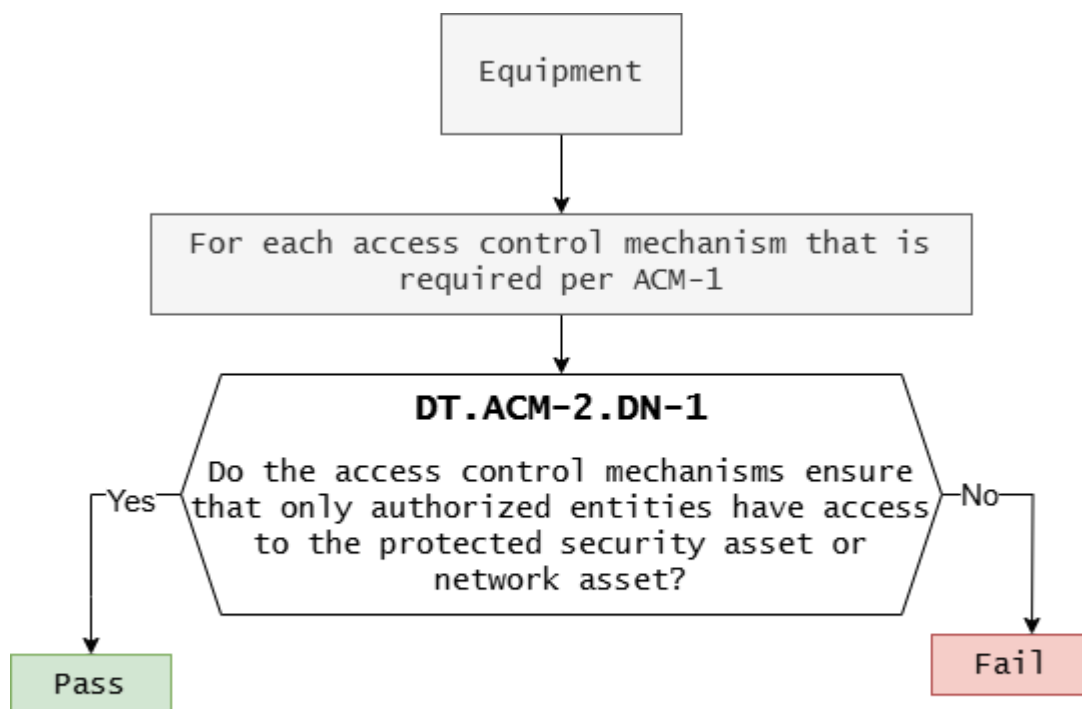 Equipment
For each access control mechanism that is
required per ACM-1
DT.ACM-2.DN-1
Do the access control mechanisms ensure
that only authorized entities have access
to the protected security asset or
network asset?
Yes
No
Pass
Fail